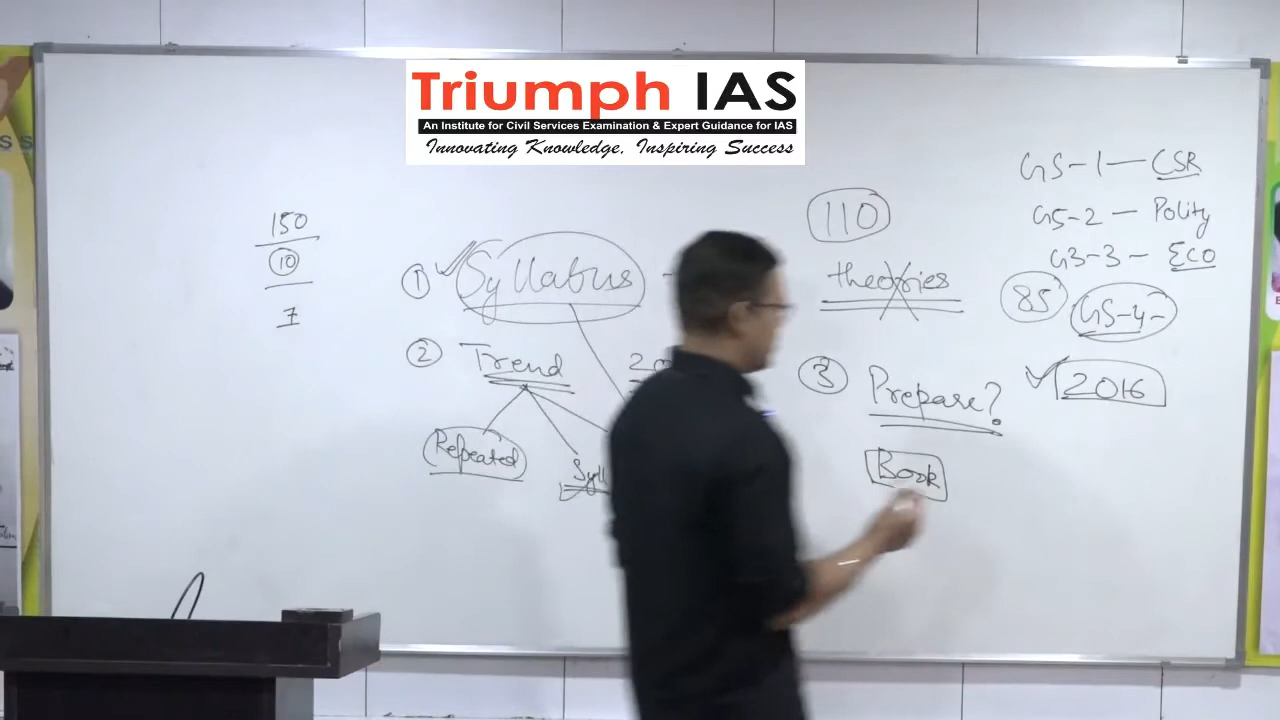 Triumph IAS
An Institute for Civil Services Examination & Expert Guidance for IAS
Innovating Knowledge, Inspiring Success
150
10
7
① Syllabus
② Trend
Repeated
Syll
110
theories
③ Prepare?
Book
GS-1 — CSR
GS-2 — Polity
GS-3 — ECO
85 GS-4-
2016